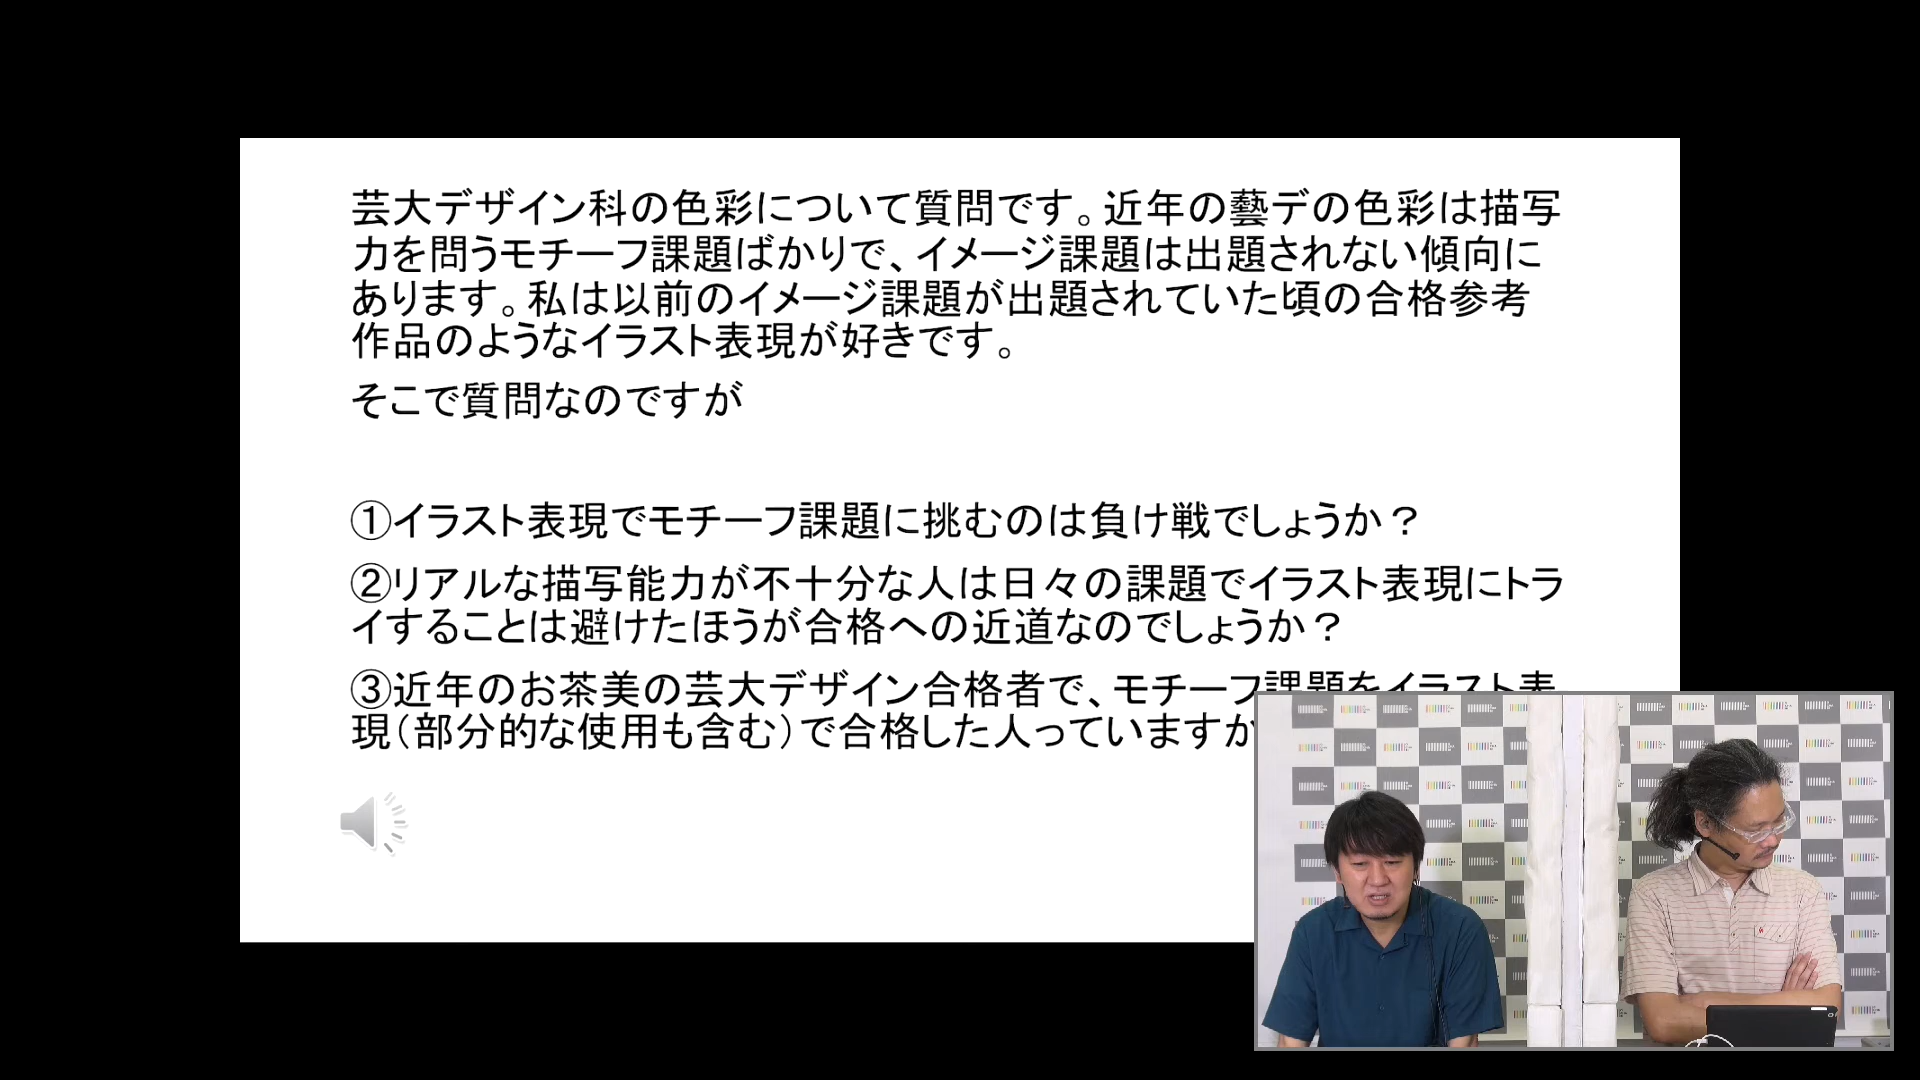 芸大デザイン科の色彩について質問です。近年の藝デの色彩は描写
力を問うモチーフ課題ばかりで、イメージ課題は出題されない傾向に
あります。私は以前のイメージ課題が出題されていた頃の合格参考
作品のようなイラスト表現が好きです。
そこで質問なのですが
①イラスト表現でモチーフ課題に挑むのは負け戦でしょうか？
②リアルな描写能力が不十分な人は日々の課題でイラスト表現にトラ
イすることは避けたほうが合格への近道なのでしょうか？
③近年のお茶美の芸大デザイン合格者で、モチーフ課題をイラスト表
現（部分的な使用も含む）で合格した人っていますか